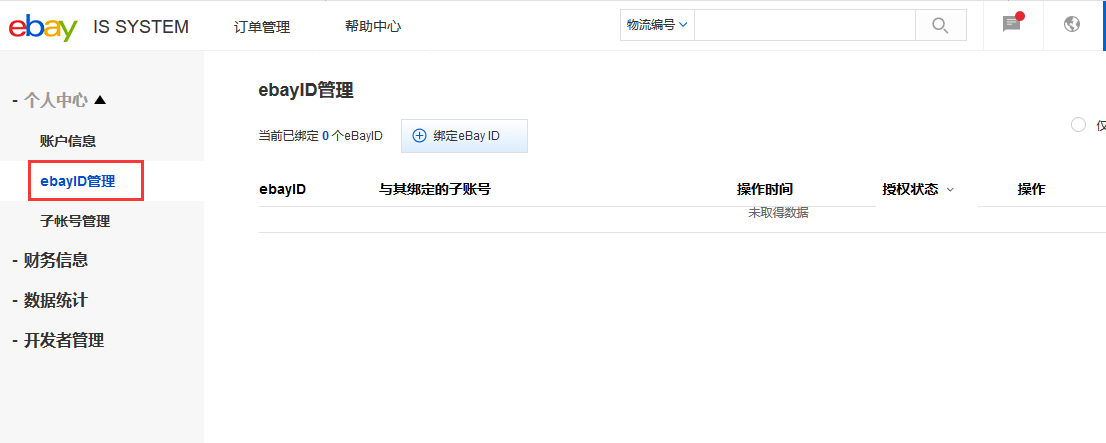 ebay IS SYSTEM 订单管理 帮助中心 物流编号
- 个人中心
账户信息
ebayID管理
子帐号管理
- 财务信息
- 数据统计
- 开发者管理
ebayID管理
当前已绑定 0 个eBayID 绑定eBay ID 仅
ebayID 与其绑定的子账号 操作时间 授权状态 操作
未取得数据